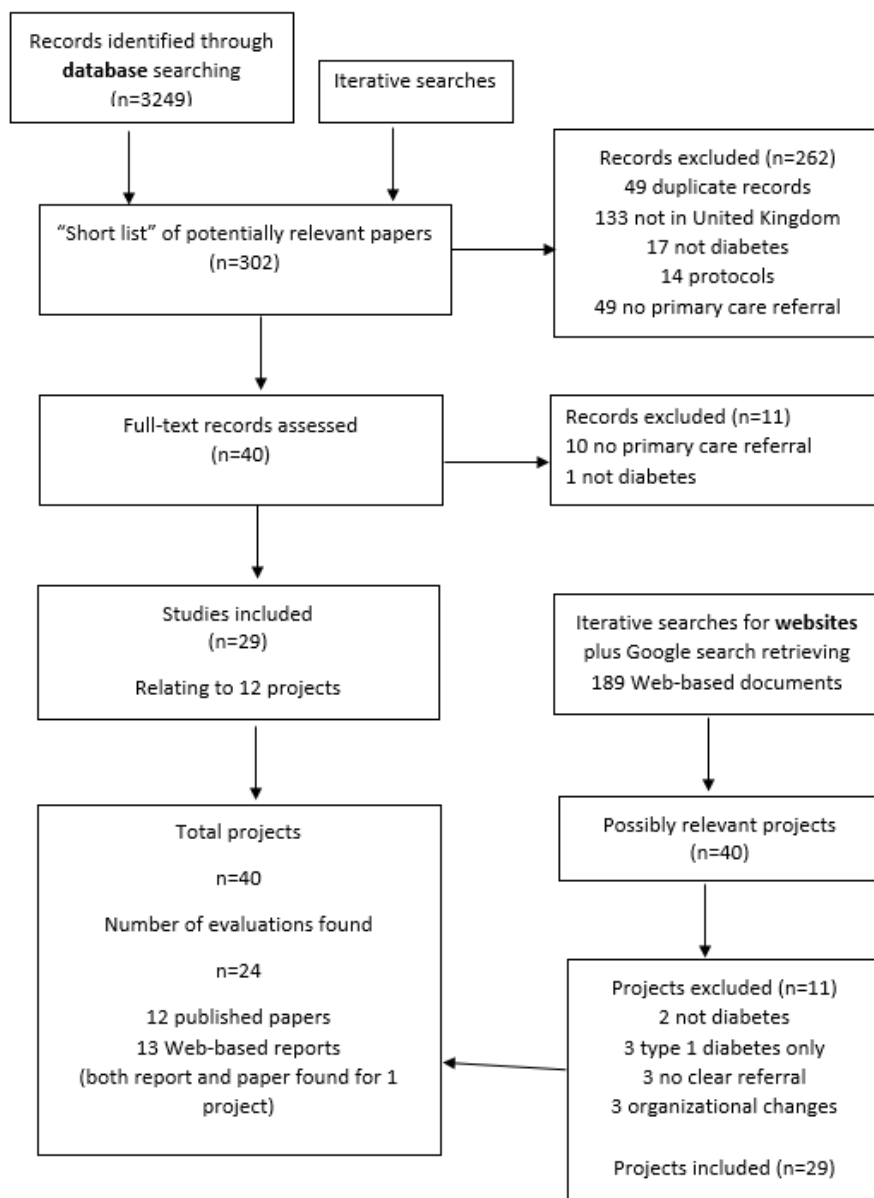 Records identified through
database searching
(n=3249)
Iterative searches
Records excluded (n=262)
49 duplicate records
133 not in United Kingdom
17 not diabetes
14 protocols
49 no primary care referral
“Short list” of potentially relevant papers
(n=302)
Full-text records assessed
(n=40)
Records excluded (n=11)
10 no primary care referral
1 not diabetes
Studies included
(n=29)
Relating to 12 projects
Iterative searches for websites
plus Google search retrieving
189 Web-based documents
Possibly relevant projects
(n=40)
Total projects
n=40
Number of evaluations found
n=24
12 published papers
13 Web-based reports
(both report and paper found for 1
project)
Projects excluded (n=11)
2 not diabetes
3 type 1 diabetes only
3 no clear referral
3 organizational changes
Projects included (n=29)